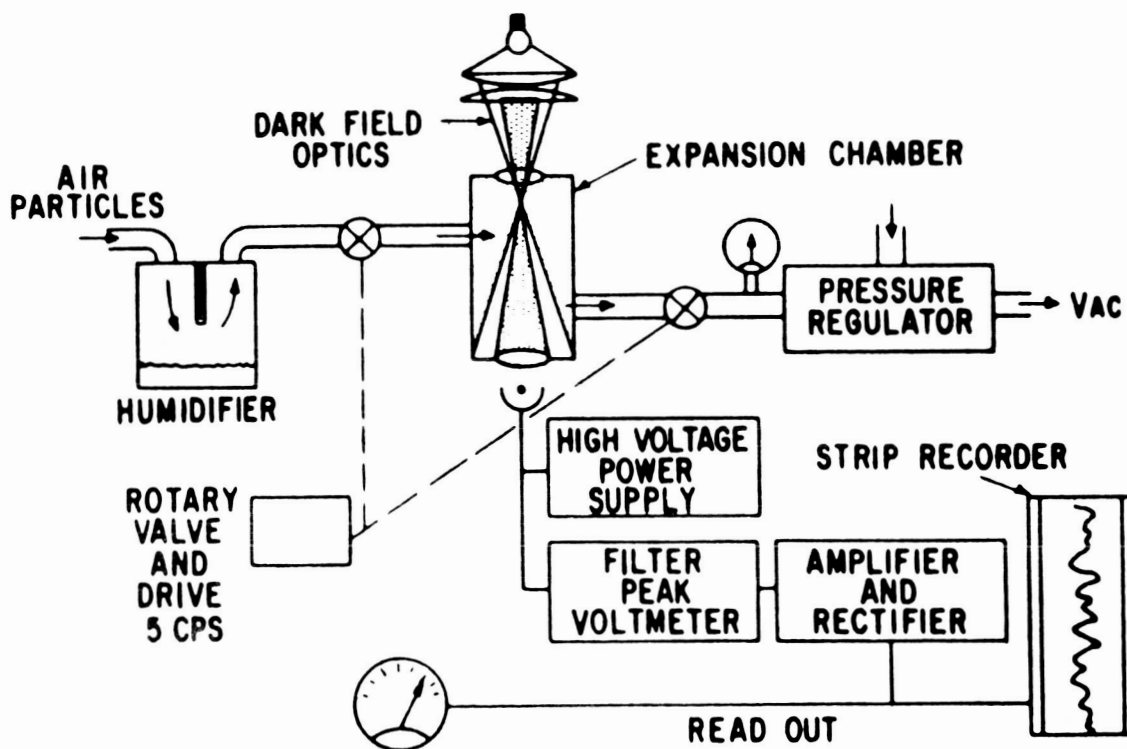 DARK FIELD
OPTICS
EXPANSION CHAMBER
AIR
PARTICLES
PRESSURE
REGULATOR
VAC
HUMIDIFIER
HIGH VOLTAGE
POWER
SUPPLY
STRIP RECORDER
ROTARY
VALVE
AND
DRIVE
5 CPS
FILTER
PEAK
VOLTMETER
AMPLIFIER
AND
RECTIFIER
READ OUT